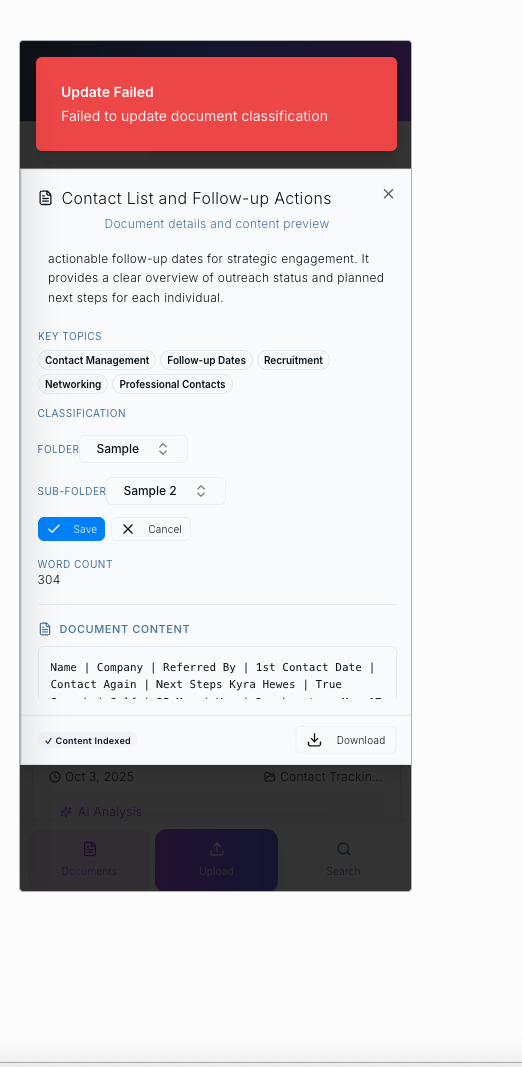 Update Failed
Failed to update document classification
Contact List and Follow-up Actions
Document details and content preview
actionable follow-up dates for strategic engagement. It
provides a clear overview of outreach status and planned
next steps for each individual.
KEY TOPICS
Contact Management Follow-up Dates Recruitment
Networking Professional Contacts
CLASSIFICATION
FOLDER Sample
SUB-FOLDER Sample 2
Save Cancel
WORD COUNT
304
DOCUMENT CONTENT
Name | Company | Referred By | 1st Contact Date |
Contact Again | Next Steps Kyra Hewes | True
✓ Content Indexed Download
Oct 3, 2025 Contact Trackin...
AI Analysis
Documents Upload Search